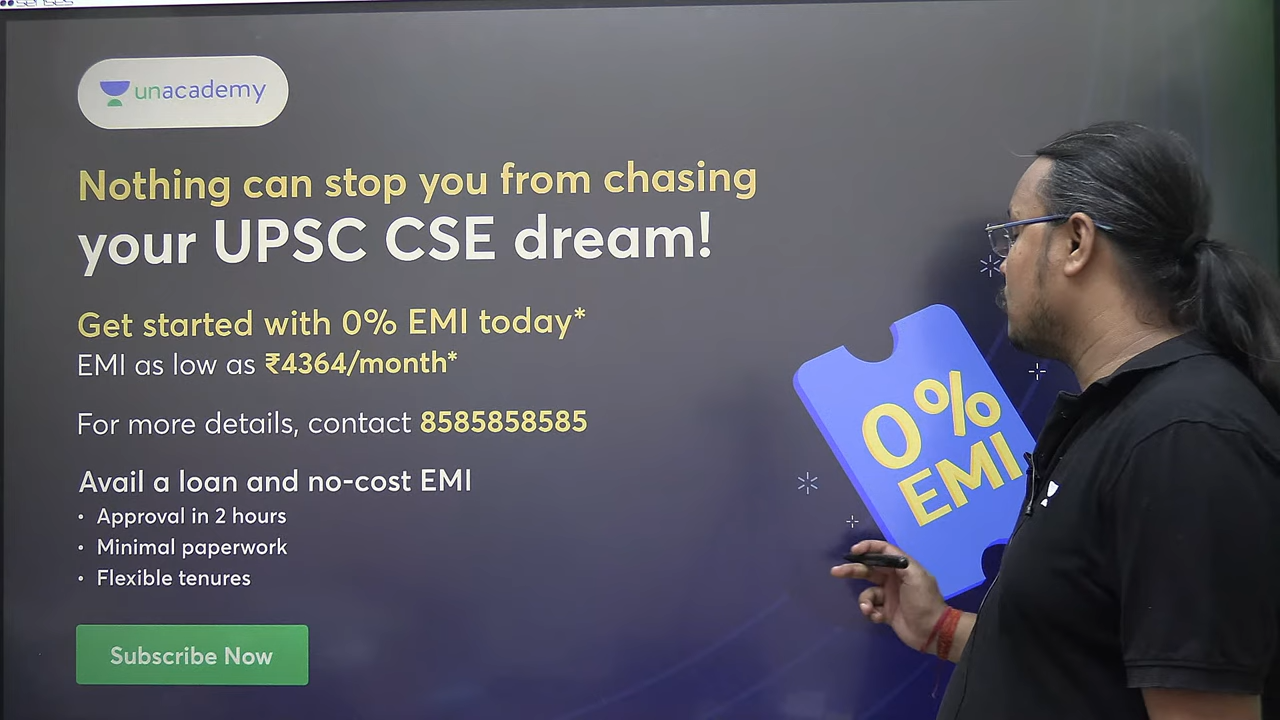 senses
unacademy
Nothing can stop you from chasing
your UPSC CSE dream!
Get started with 0% EMI today*
EMI as low as ₹4364/month*
For more details, contact 8585858585
Avail a loan and no-cost EMI
• Approval in 2 hours
• Minimal paperwork
• Flexible tenures
Subscribe Now
0%
EMI